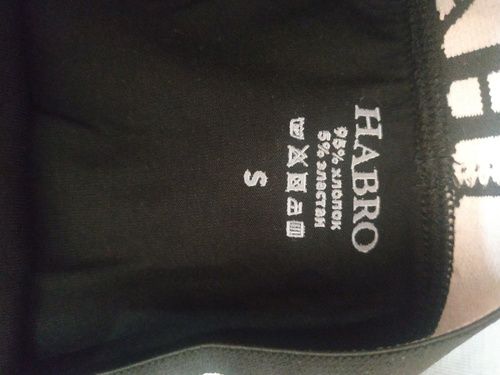 HABRO
95% хлопок
5% эластан
S